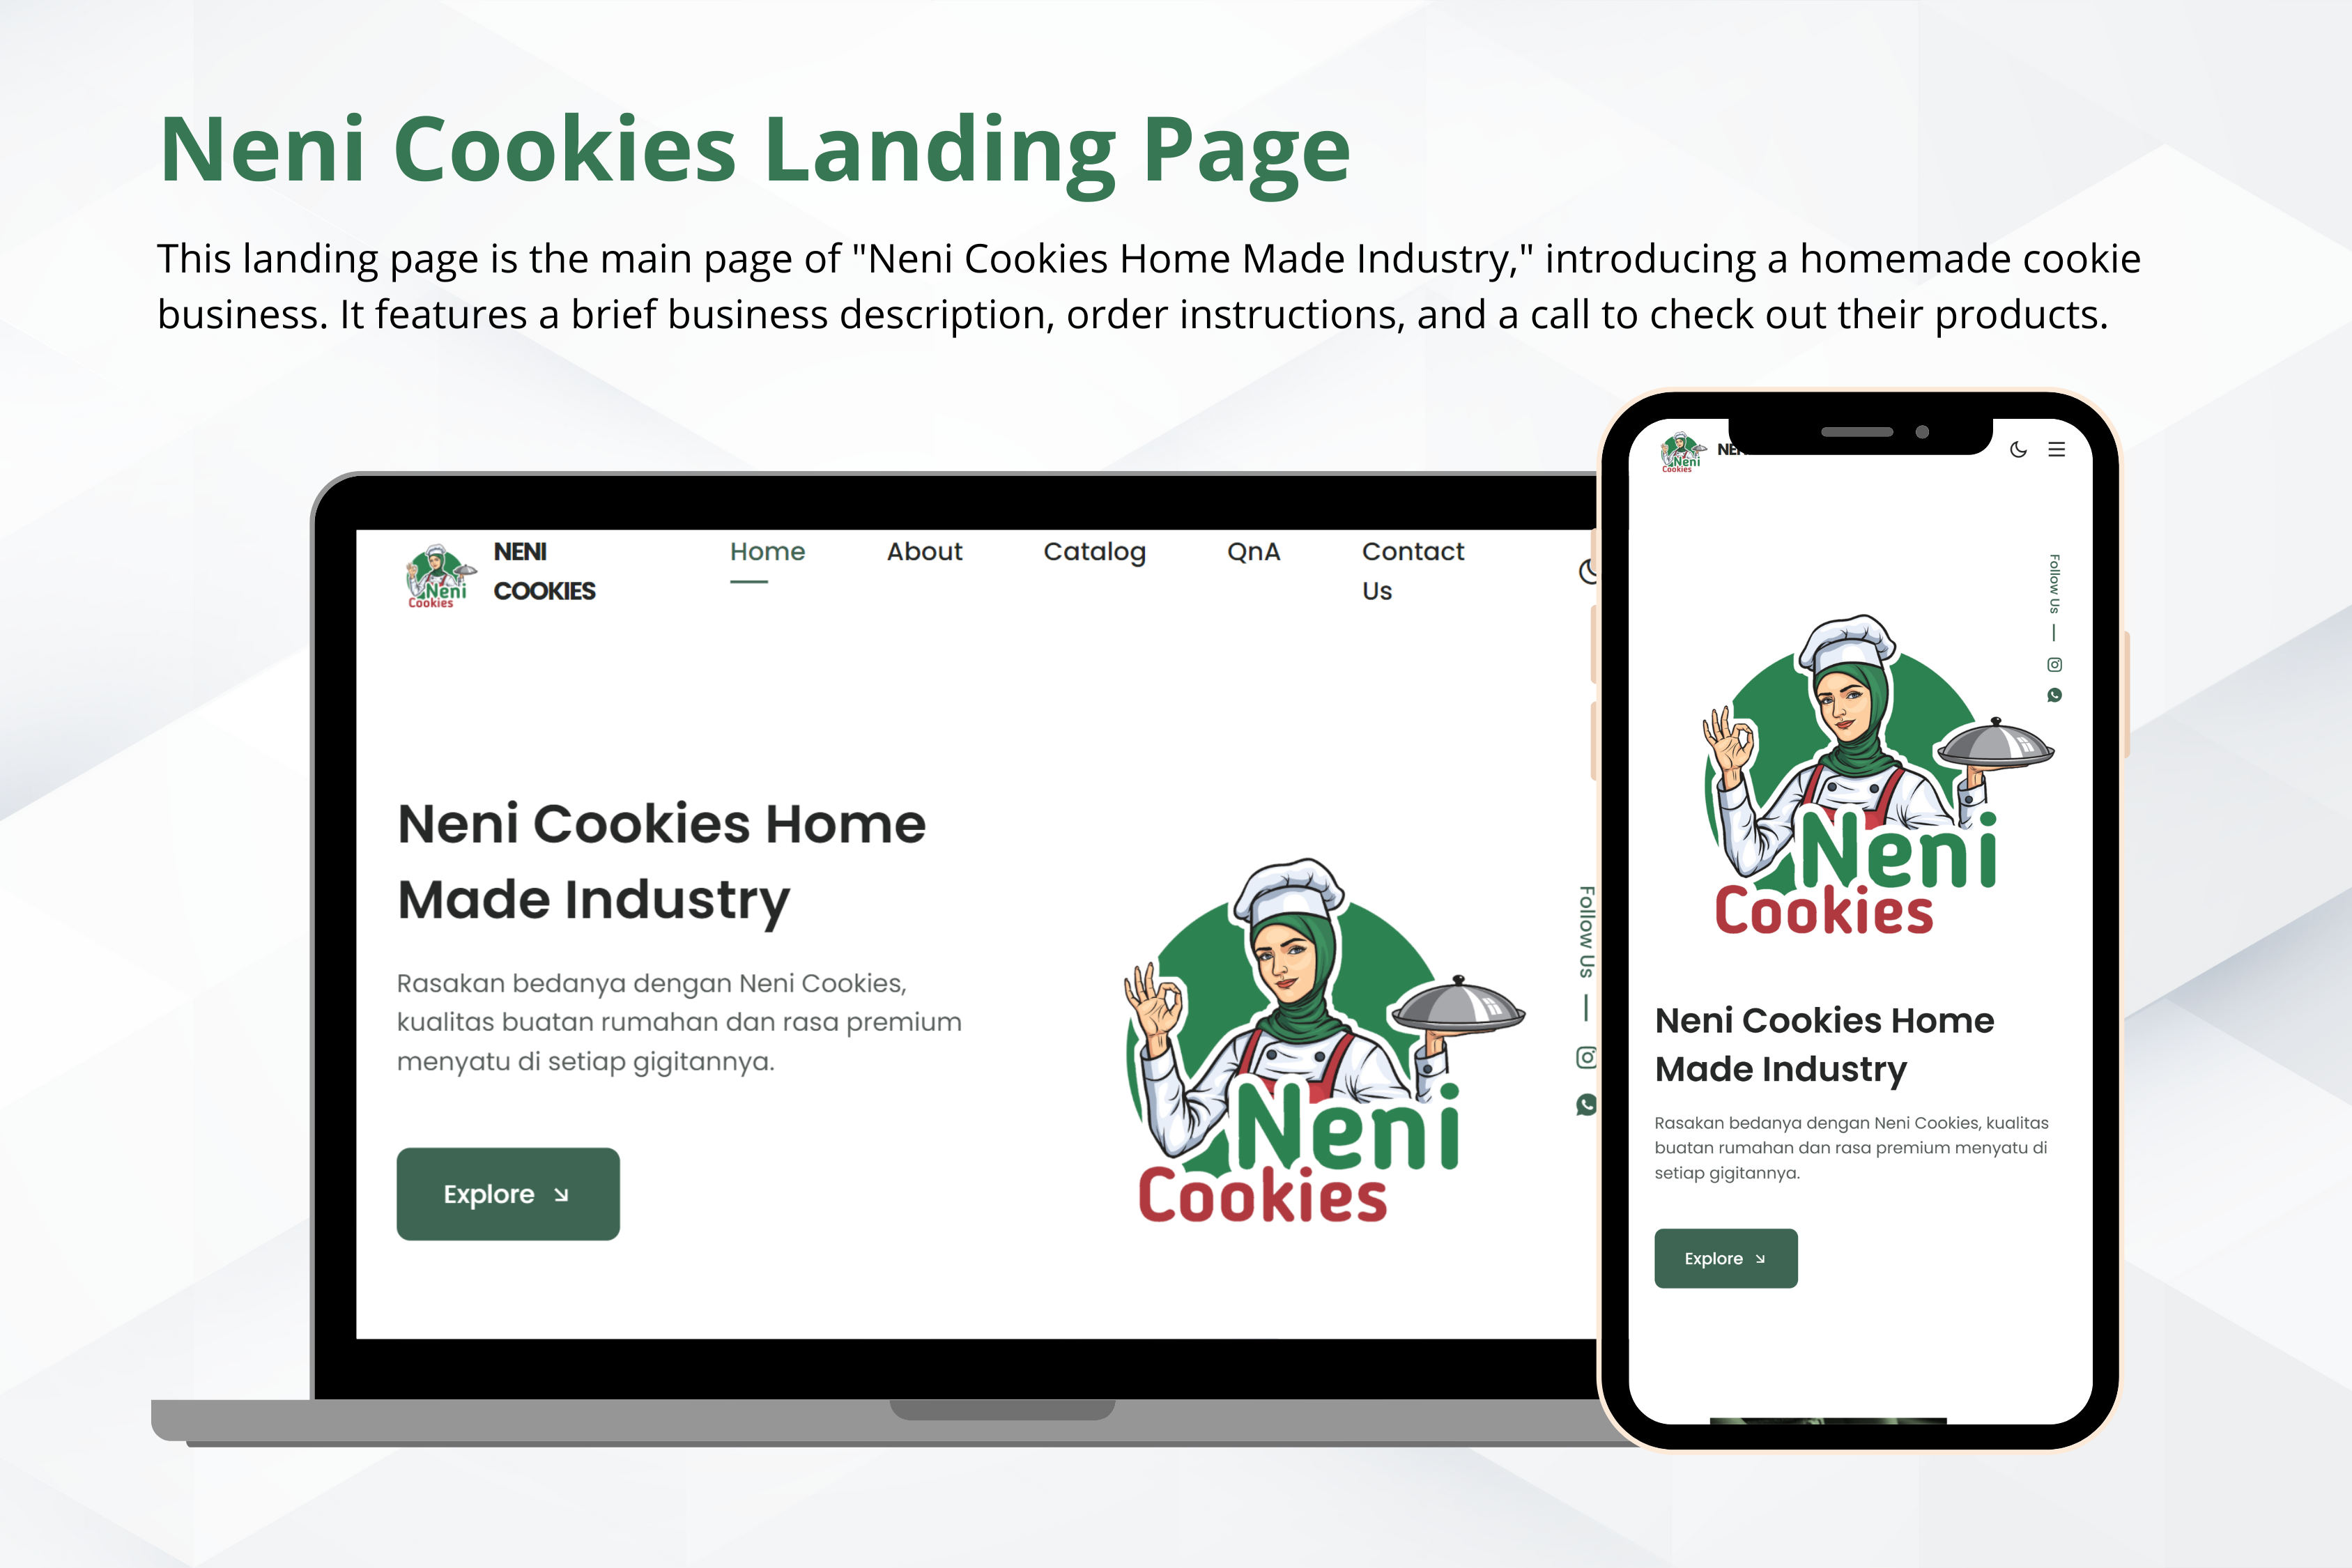 Neni Cookies Landing Page
This landing page is the main page of "Neni Cookies Home Made Industry," introducing a homemade cookie
business. It features a brief business description, order instructions, and a call to check out their products.
Neni
Cookies
NENI
COOKIES
Home
About
Catalog
QnA
Contact
Us
Neni Cookies Home
Made Industry
Rasakan bedanya dengan Neni Cookies,
kualitas buatan rumahan dan rasa premium
menyatu di setiap gigitannya.
Explore
Neni
Cookies
Follow Us
Neni
Cookies
Follow Us
Neni
Cookies
Neni Cookies Home
Made Industry
Rasakan bedanya dengan Neni Cookies, kualitas
buatan rumahan dan rasa premium menyatu di
setiap gigitannya.
Explore